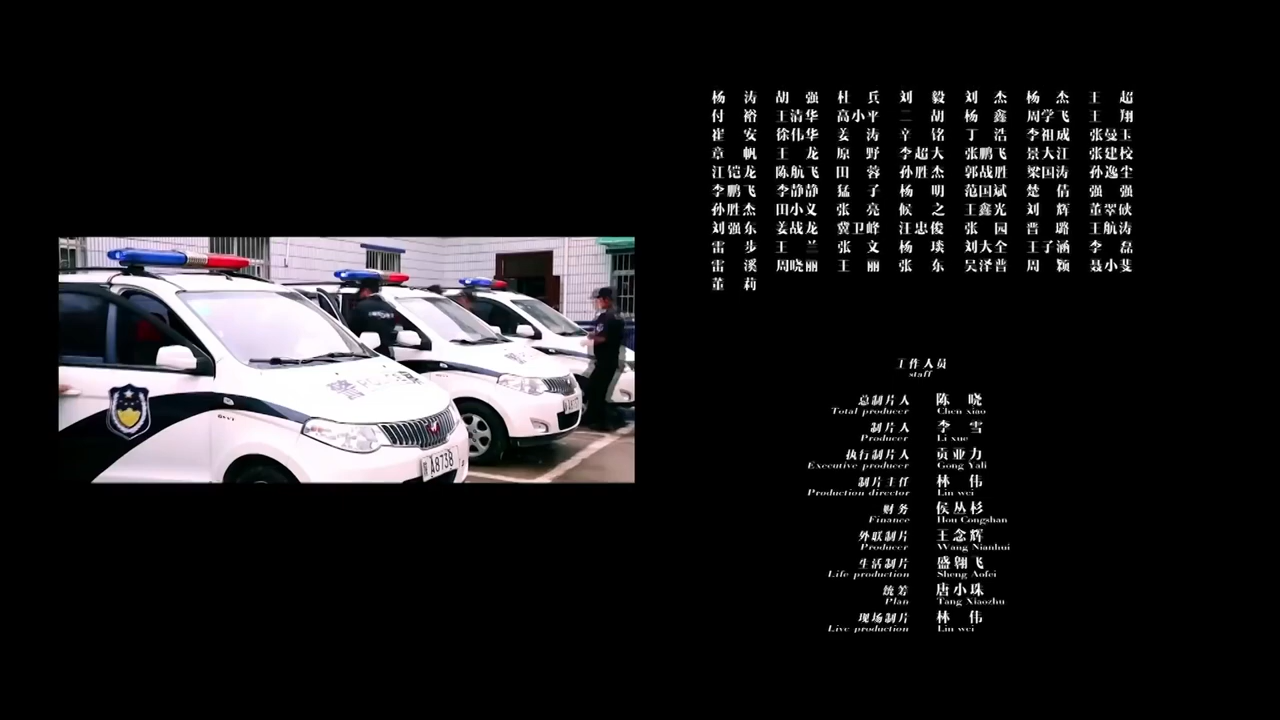 A8738
杨 涛 胡 强 杜 兵 刘 毅 刘 杰 杨 杰 王 超
付 裕 王清华 高小平 二 胡 杨 鑫 周学飞 王 翔
崔 安 徐伟华 姜 涛 辛 铭 丁 浩 李祖成 张曼玉
章 帆 王 龙 原 野 李超大 张鹏飞 景大江 张建校
江铠龙 陈航飞 田 蓉 孙胜杰 郭战胜 梁国涛 孙逸尘
李鹏飞 李静静 猛 子 杨 明 范国斌 楚 倩 强 强
孙胜杰 田小义 张 亮 候 之 王鑫光 刘 辉 董翠
刘强东 姜战龙 冀卫峰 汪忠俊 张 园 晋 璐 王航涛
雷 步 王 兰 张 文 杨 琰 刘大全 王子涵 李 磊
雷 溪 周晓丽 王 丽 张 东 吴泽普 周 颖 聂小斐
董 莉
工作人员
staff
总制片人 陈 晓
Total producer Chen xiao
制片人 李 雪
Producer Li xue
执行制片人 贡亚力
Executive producer Gong Yali
制片主任 林 伟
Production director Lin wei
财务 侯丛杉
Finance Hou Congshan
外联制片 王念辉
Producer Wang Nianhui
生活制片 盛翱飞
Life production Sheng Aofei
统筹 唐小珠
Plan Tang Xiaozhu
现场制片 林 伟
Live production Lin wei